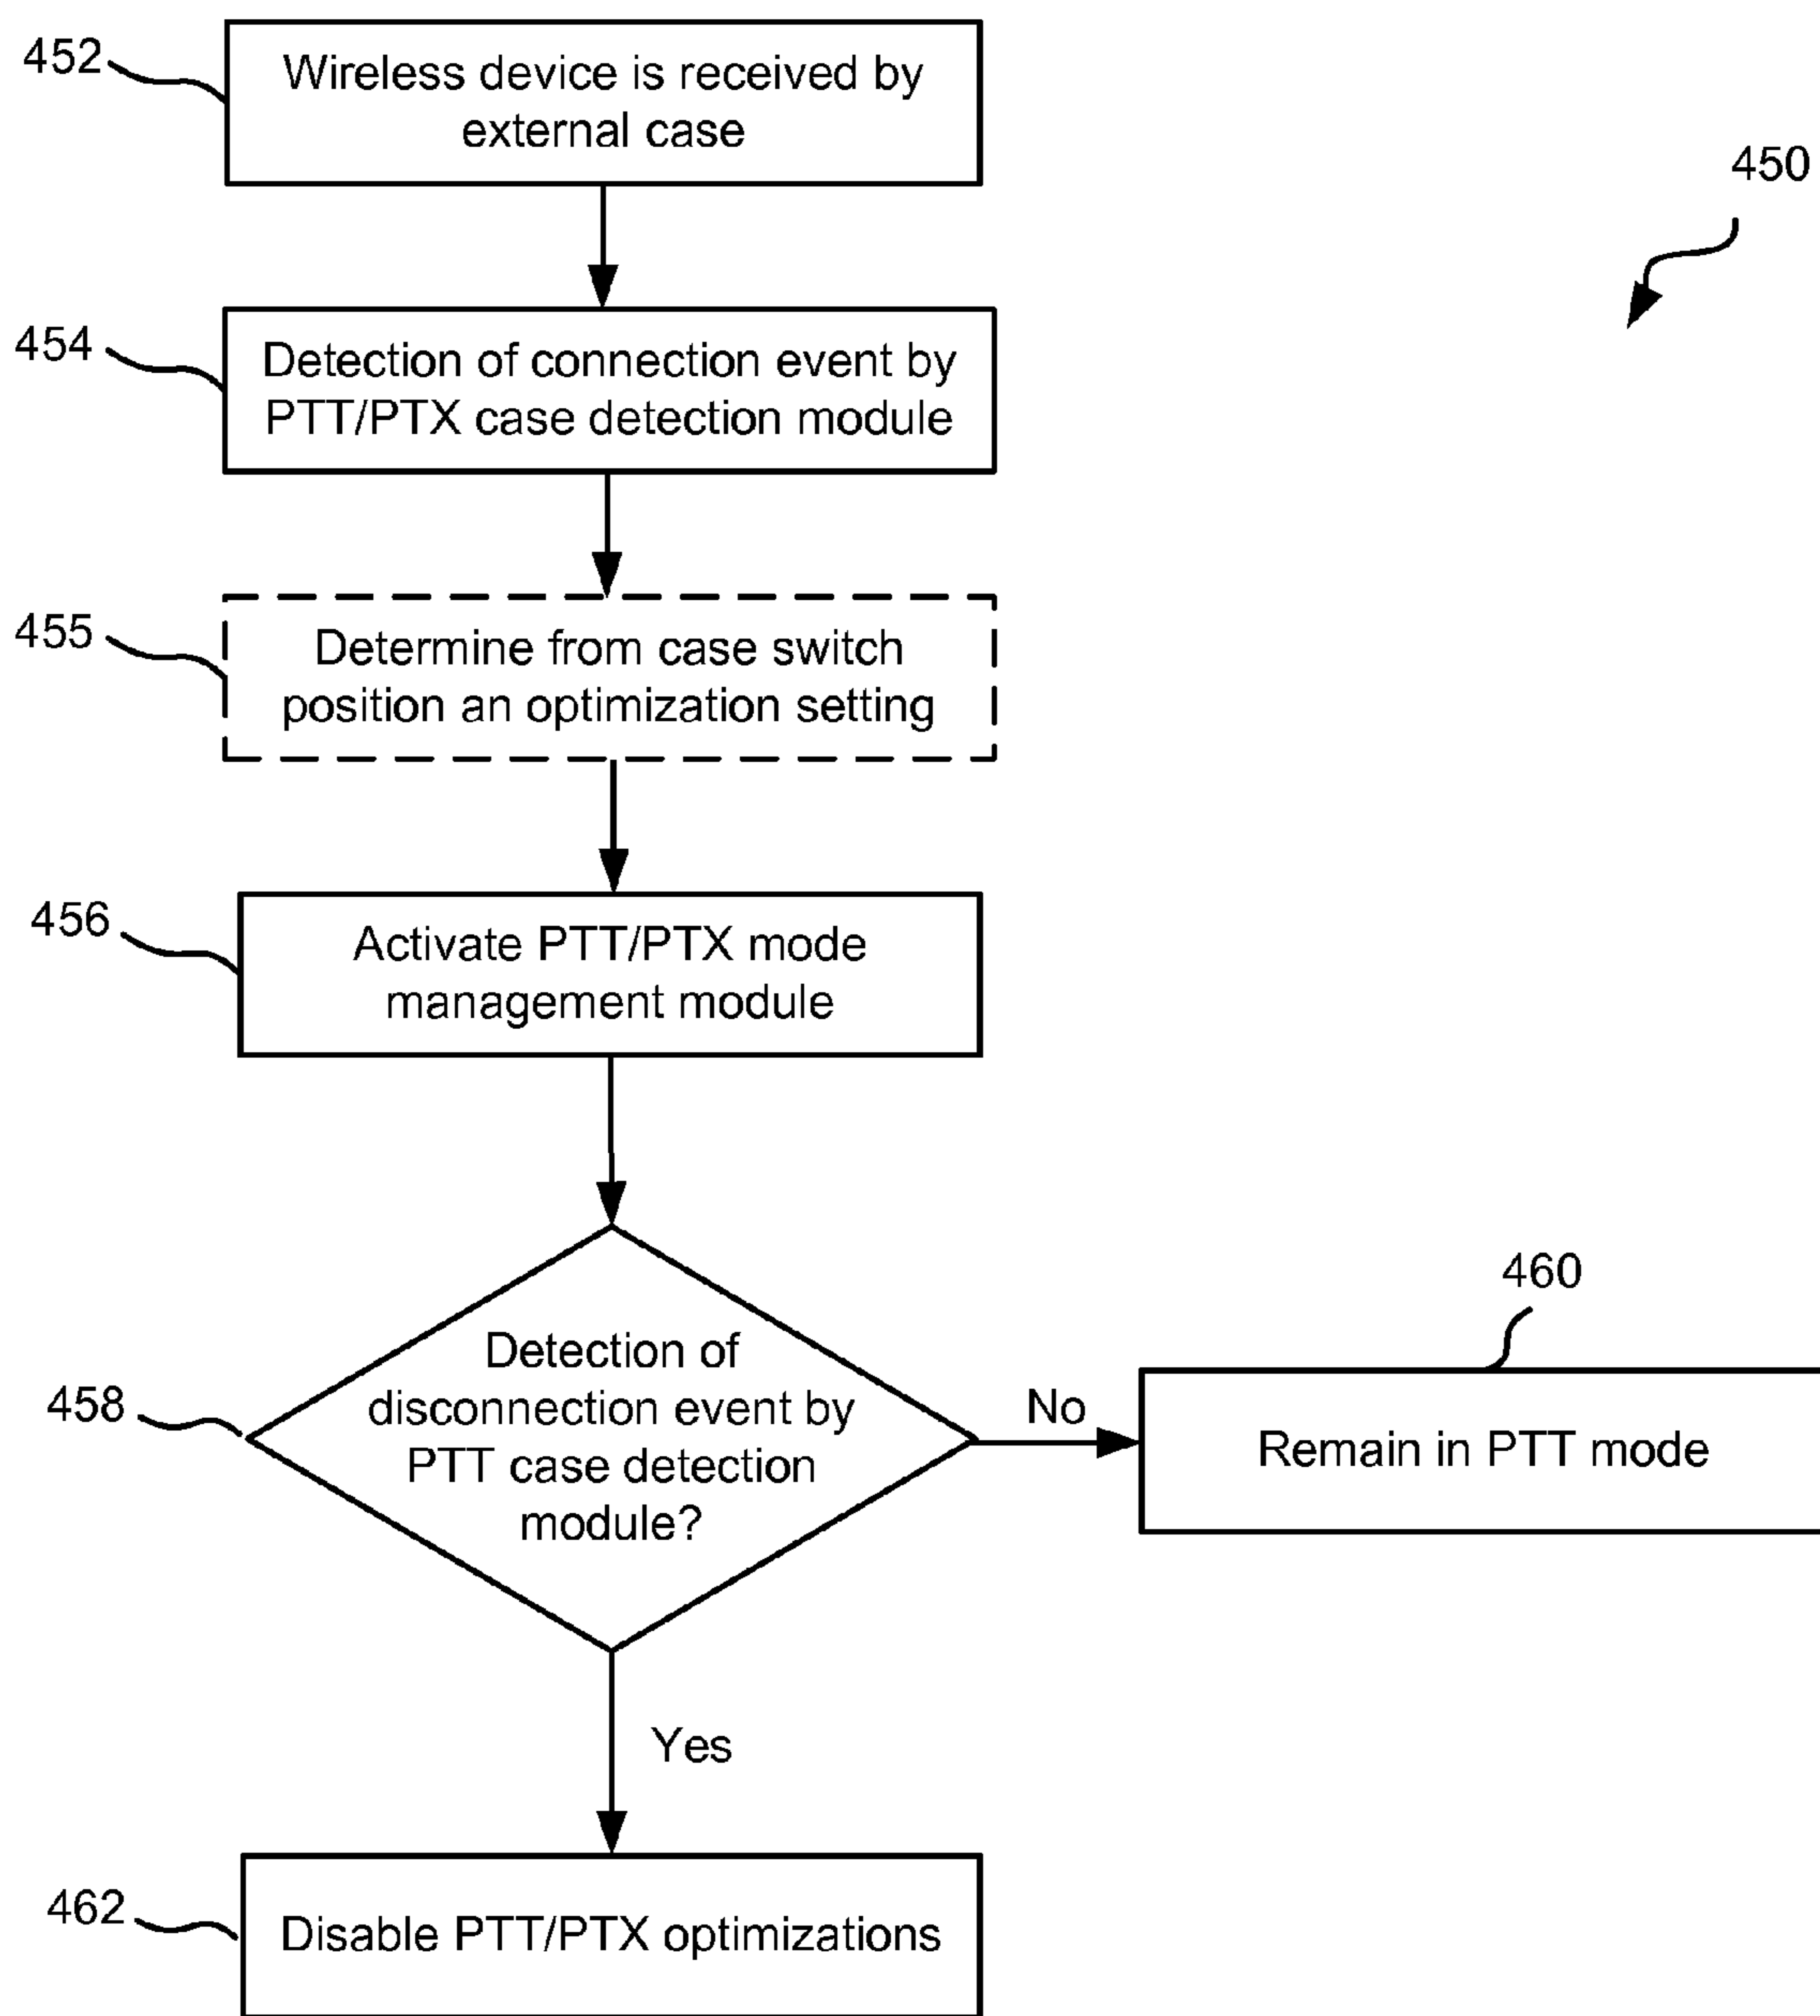 452
Wireless device is received by
external case
450
454
Detection of connection event by
PTT/PTX case detection module
455
Determine from case switch
position an optimization setting
456
Activate PTT/PTX mode
management module
458
Detection of
disconnection event by
PTT case detection
module?
No
460
Remain in PTT mode
Yes
462
Disable PTT/PTX optimizations